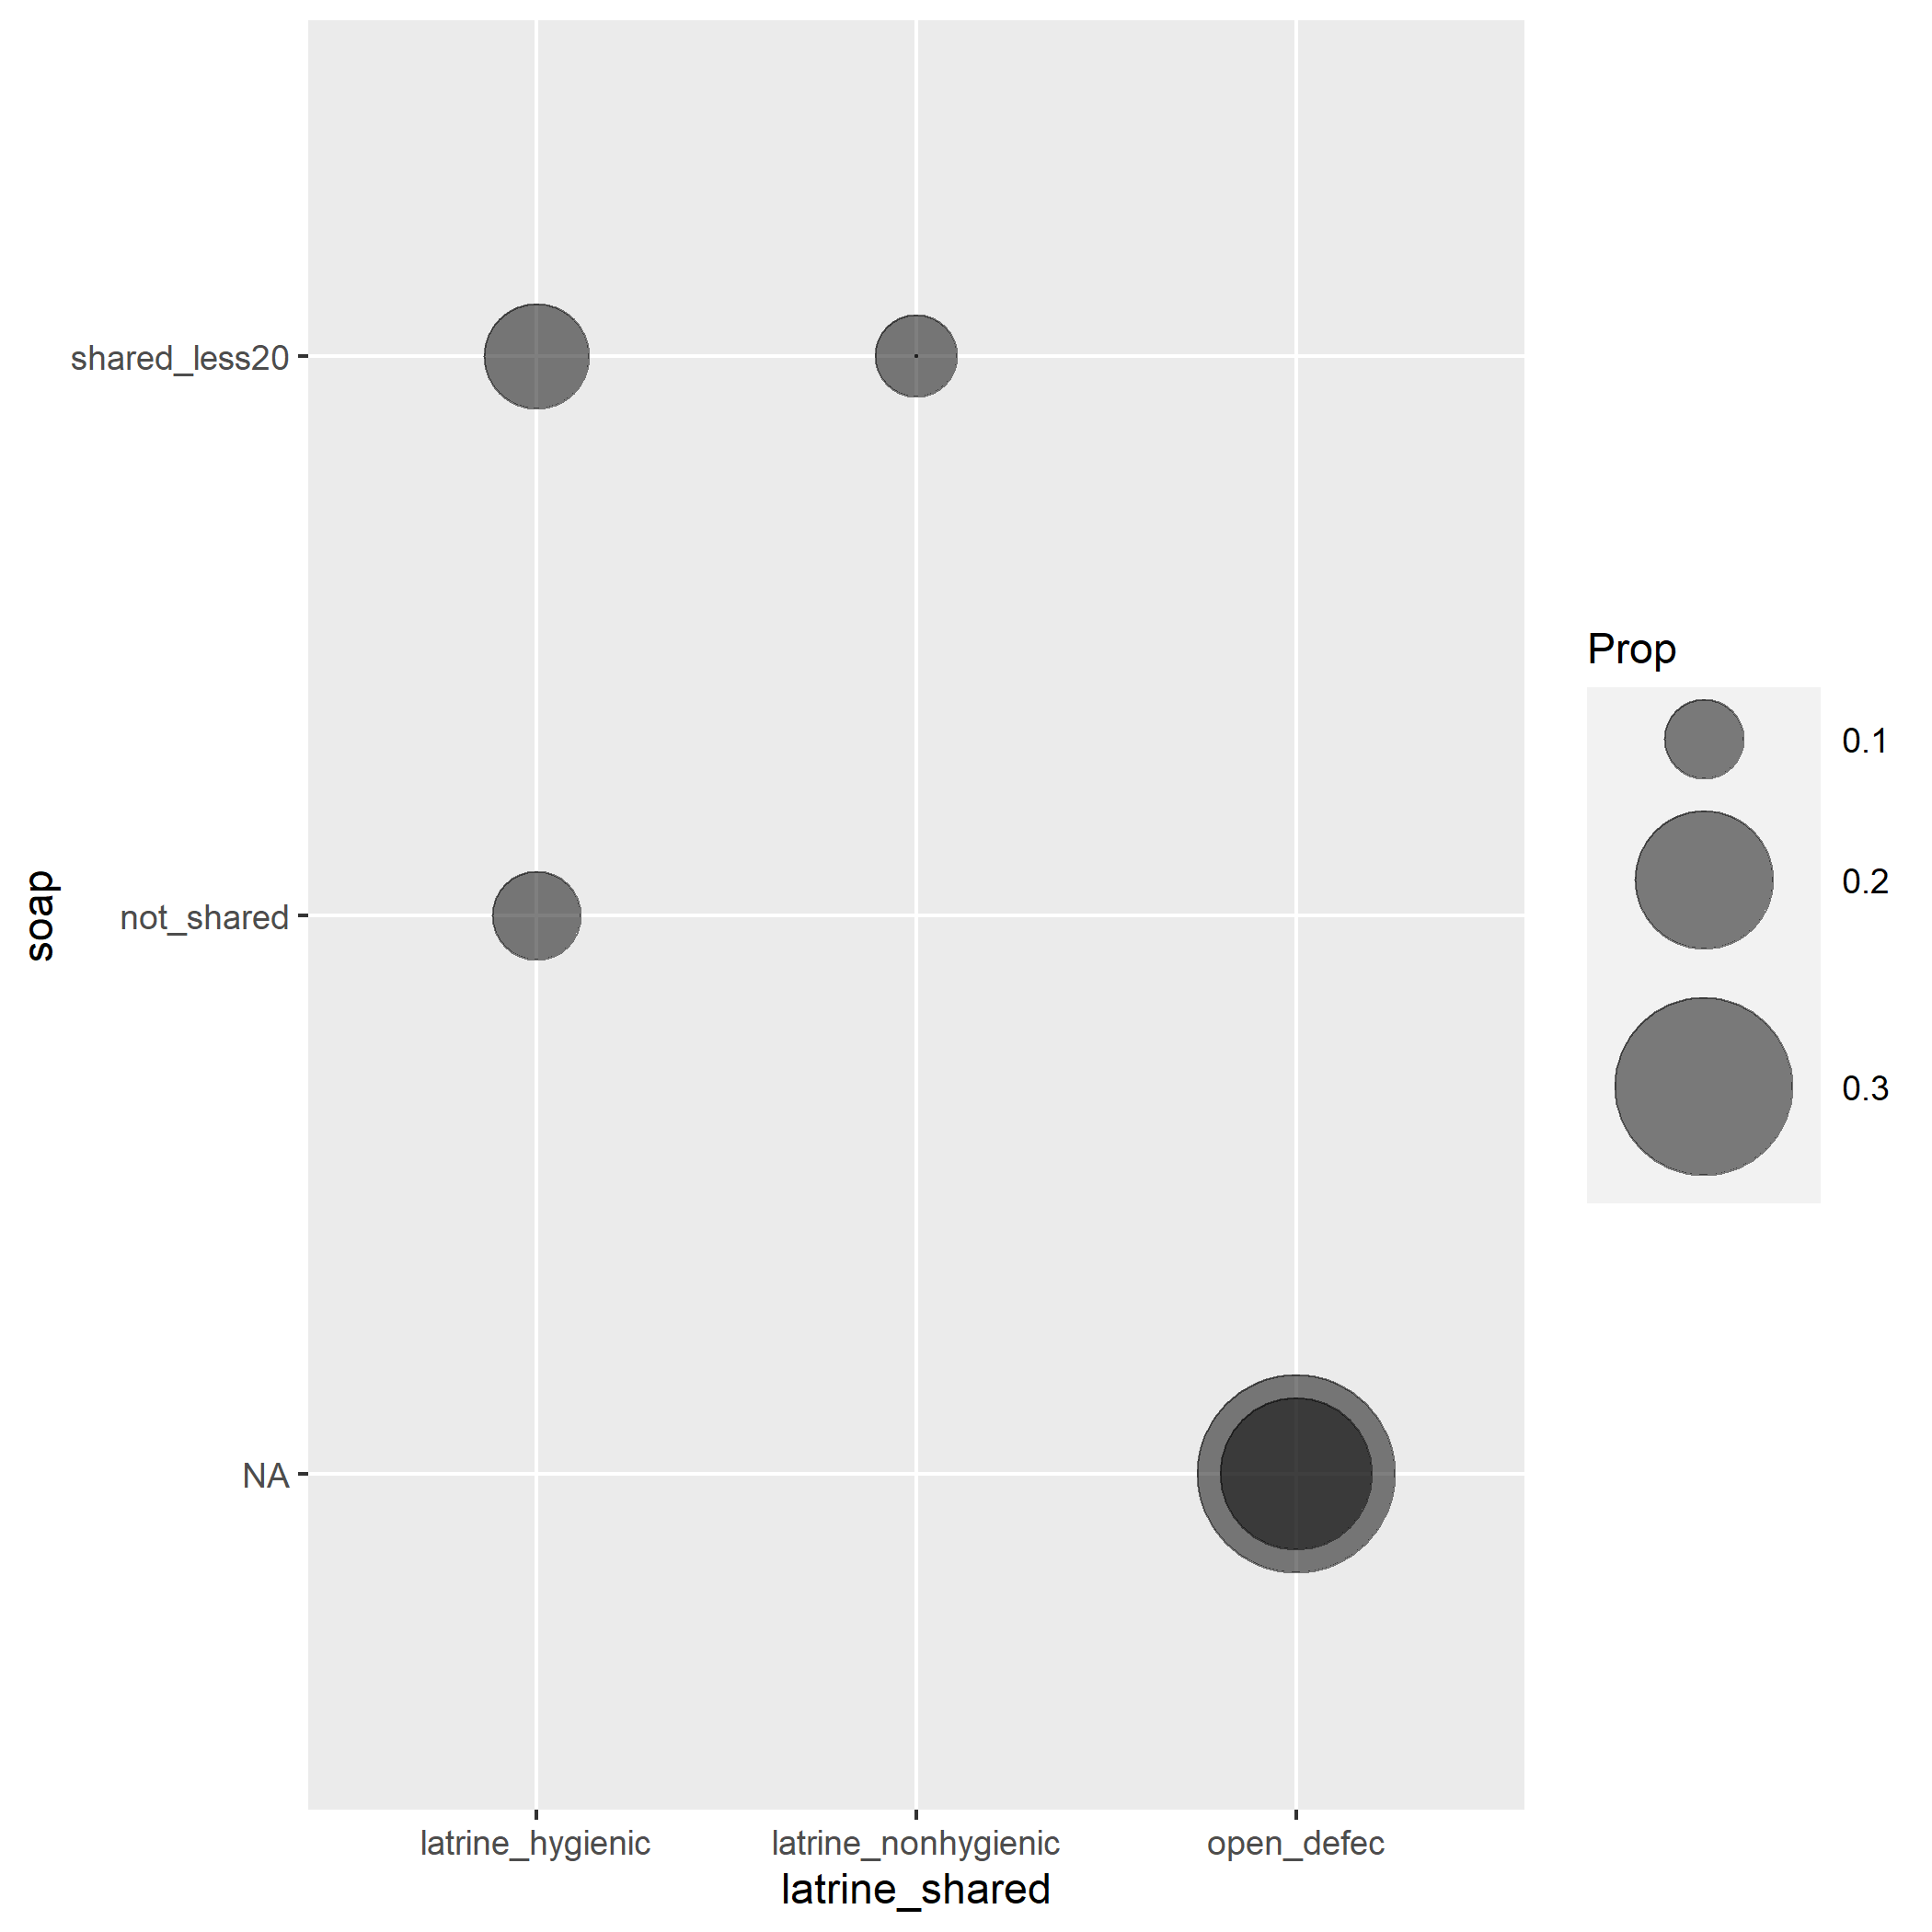 soap
shared_less20
not_shared
NA
latrine_hygienic
latrine_nonhygienic
open_defec
latrine_shared
Prop
0.1
0.2
0.3